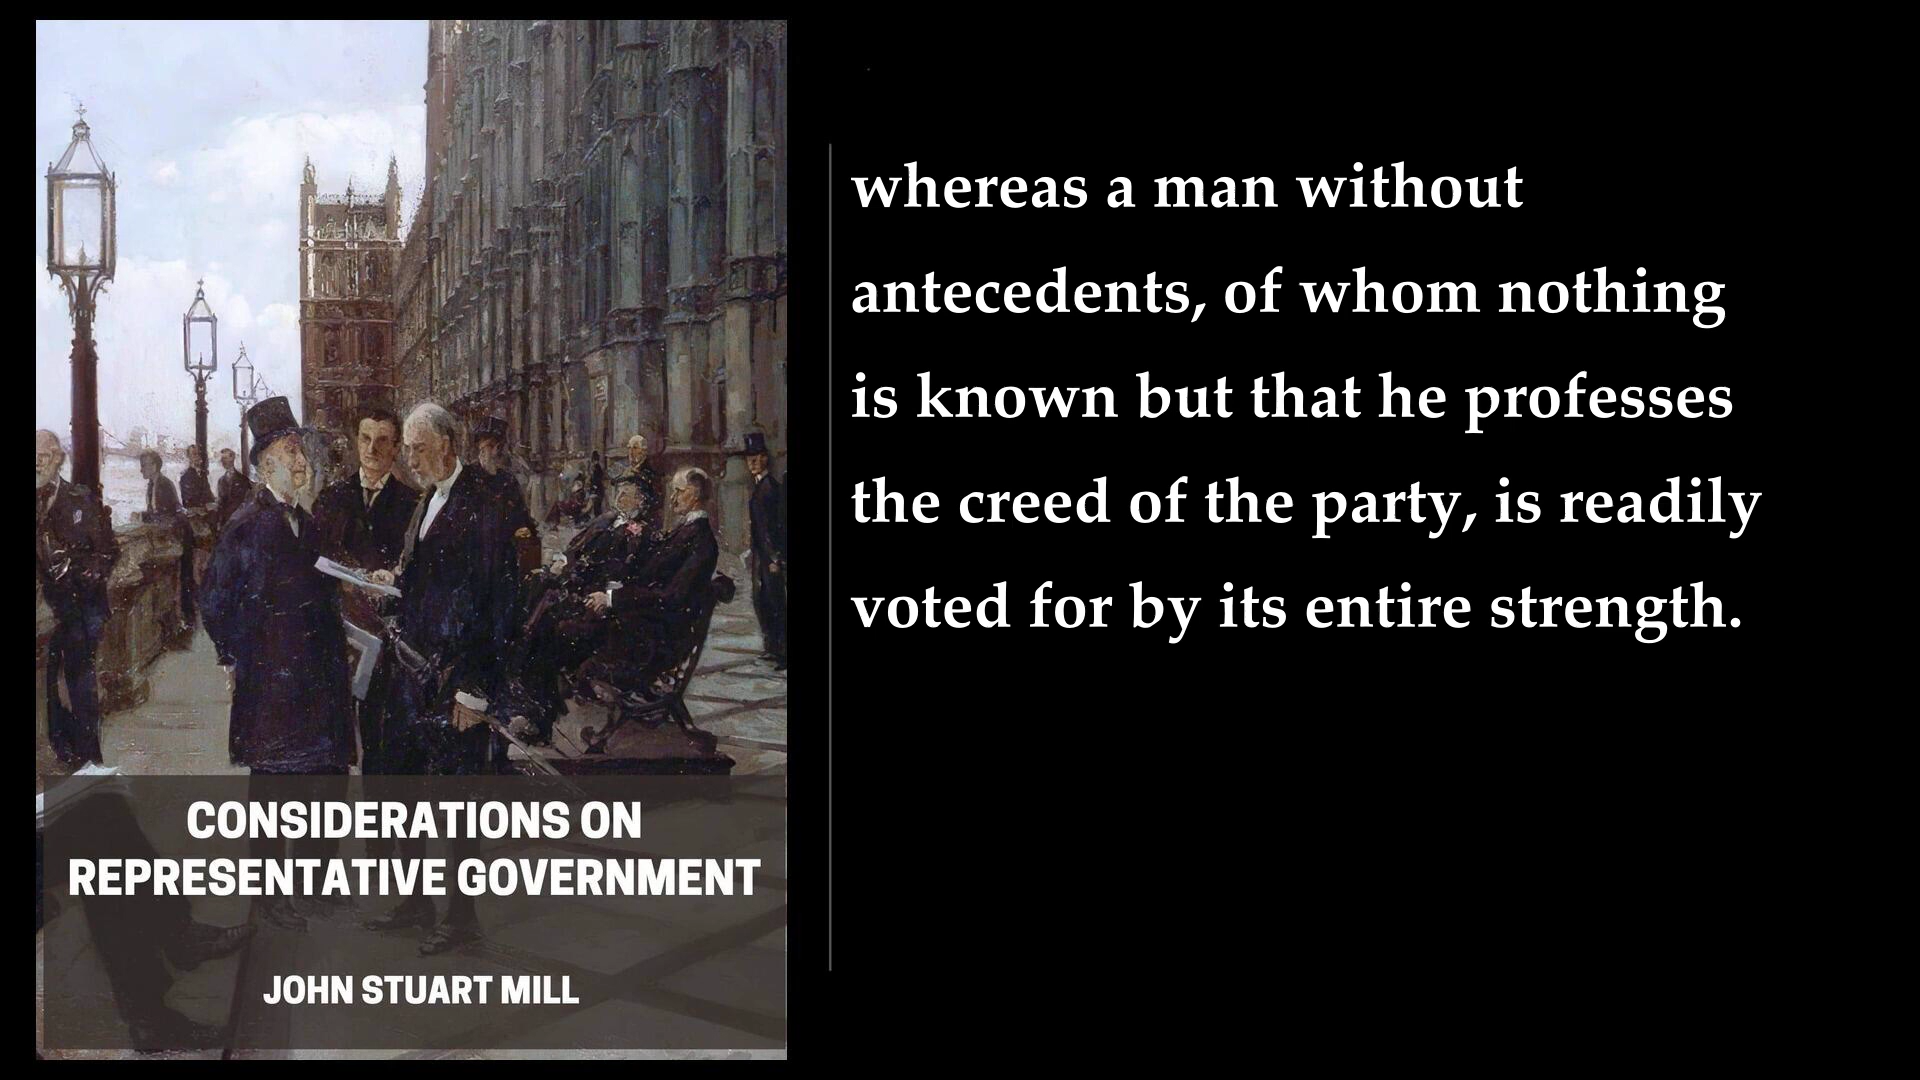 CONSIDERATIONS ON
REPRESENTATIVE GOVERNMENT
JOHN STUART MILL
whereas a man without
antecedents, of whom nothing
is known but that he professes
the creed of the party, is readily
voted for by its entire strength.